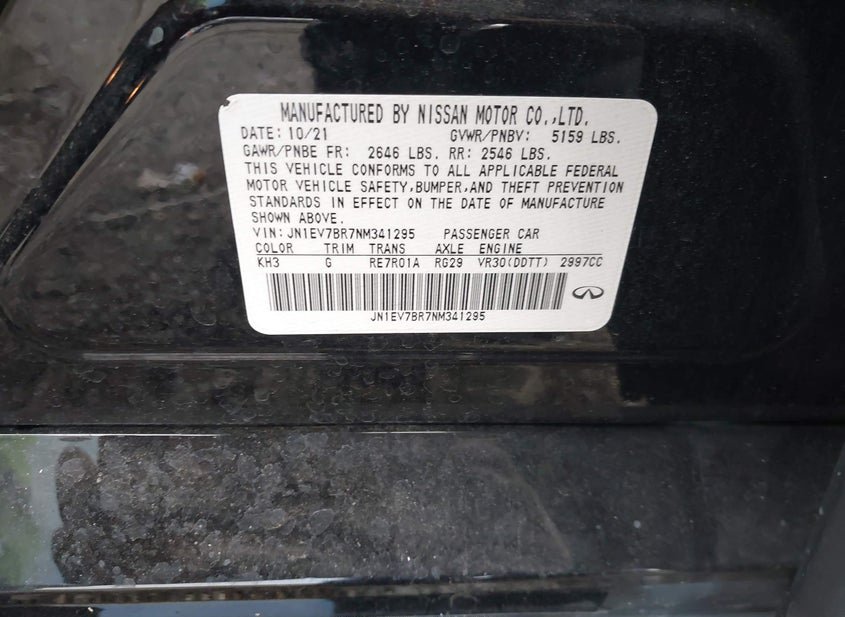 MANUFACTURED BY NISSAN MOTOR CO.,LTD.
DATE: 10/21 GVWR/PNBV: 5159 LBS.
GAWR/PNBE FR: 2646 LBS. RR: 2546 LBS.
THIS VEHICLE CONFORMS TO ALL APPLICABLE FEDERAL
MOTOR VEHICLE SAFETY,BUMPER,AND THEFT PREVENTION
STANDARDS IN EFFECT ON THE DATE OF MANUFACTURE
SHOWN ABOVE.
VIN: JN1EV7BR7NM341295 PASSENGER CAR
COLOR TRIM TRANS AXLE ENGINE
KH3 G RE7R01A RG29 VR30(DDTT) 2997CC
JN1EV7BR7NM341295